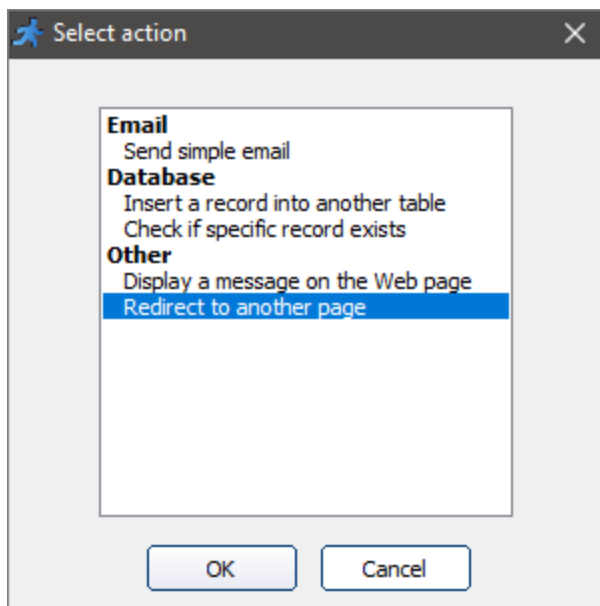 Select action
Email
Send simple email
Database
Insert a record into another table
Check if specific record exists
Other
Display a message on the Web page
Redirect to another page
OK
Cancel